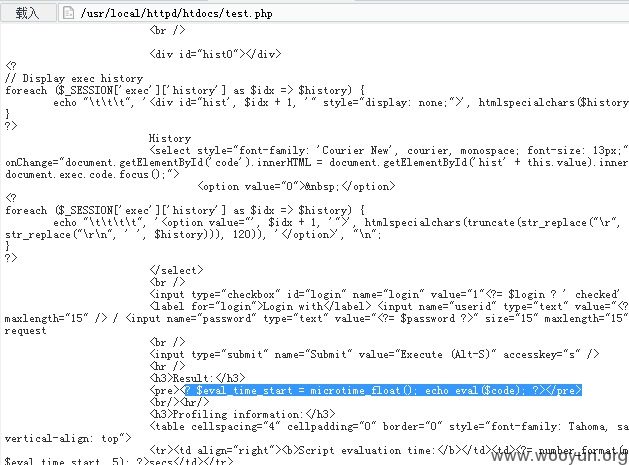 载入 /usr/local/httpd/htdocs/test.php
<br />
<div id="hist0"></div>
<?
// Display exec history
foreach ($_SESSION['exec']['history'] as $idx => $history) {
echo "\t\t\t", '<div id="hist', $idx + 1, '" style="display: none;">', htmlspecialchars($history
}
?>
History
<select style="font-family: 'Courier New', courier, monospace; font-size: 13px;"
onChange="document.getElementById('code').innerHTML = document.getElementById('hist' + this.value).inner
document.exec.code.focus();">
<option value="0">&nbsp;</option>
<?
foreach ($_SESSION['exec']['history'] as $idx => $history) {
echo "\t\t\t\t", '<option value="', $idx + 1, '">', htmlspecialchars(truncate(str_replace("\r",
str_replace("\r\n", ' ', $history))), 120)), '</option>', "\n";
}
?>
</select>
<br />
<input type="checkbox" id="login" name="login" value="1"<?= $login ? ' checked'
<label for="login">Login with</label> <input name="userid" type="text" value="<?
maxlength="15" /> / <input name="password" type="text" value="<?= $password ?>" size="15" maxlength="15"
request
<br />
<input type="submit" name="Submit" value="Execute (Alt-S)" accesskey="s" />
<hr />
<h3>Result:</h3>
<pre><? $eval_time_start = microtime_float(); echo eval($code); ?></pre>
<br/><hr/>
<h3>Profiling information:</h3>
<table cellspacing="4" cellpadding="0" border="0" style="font-family: Tahoma, sa
vertical-align: top">
<tr><td align="right"><b>Script evaluation time:</b></td><td><?= number_format(m
$eval_time_start, 5); ?>secs</td></tr>
www.wooyun.org